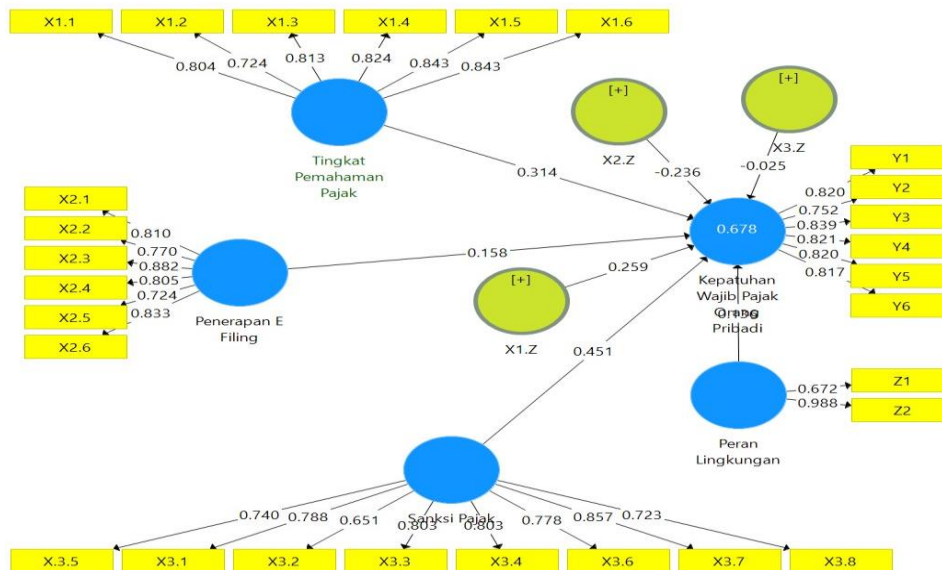 X1.1 X1.2 X1.3 X1.4 X1.5 X1.6
0.804 0.724 0.813 0.824 0.843 0.843
Tingkat
Pemahaman
Pajak
[+]
X2.Z
[+]
X3.Z
0.314
-0.236
-0.025
0.678
Kepatuhan
Wajib Pajak
Orang
Pribadi
Y1
Y2
Y3
Y4
Y5
Y6
0.820
0.752
0.839
0.821
0.820
0.817
X2.1
X2.2
X2.3
X2.4
X2.5
X2.6
0.810
0.770
0.882
0.805
0.724
0.833
Penerapan E
Filing
0.158
[+]
X1.Z
0.259
0.451
Peran
Lingkungan
0.672
0.988
Z1
Z2
Sanksi Pajak
0.740 0.788 0.651 0.803 0.803 0.778 0.857 0.723
X3.5 X3.1 X3.2 X3.3 X3.4 X3.6 X3.7 X3.8